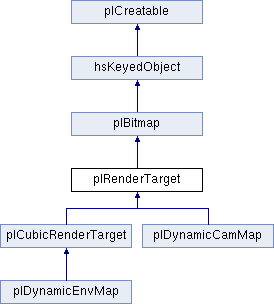 plCreatable
hsKeyedObject
plBitmap
plRenderTarget
plCubicRenderTarget
plDynamicCamMap
plDynamicEnvMap